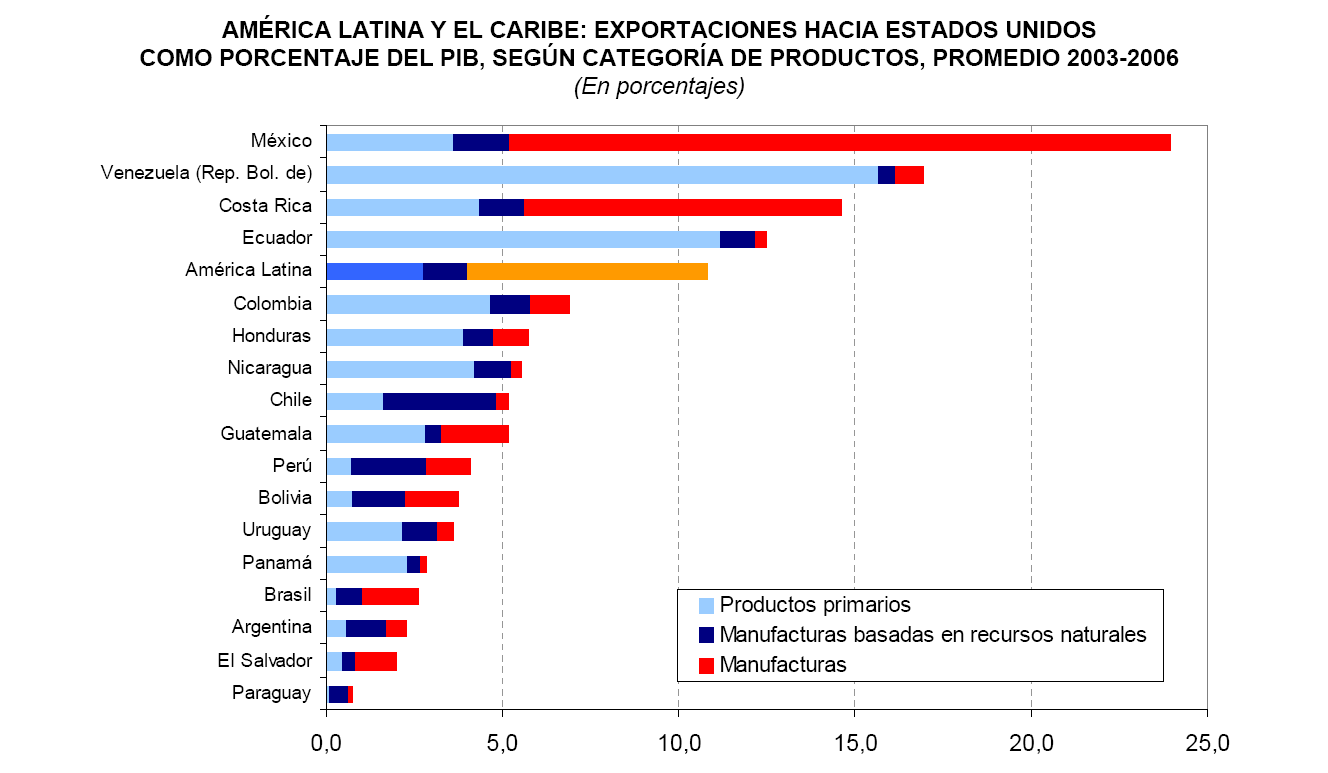 AMÉRICA LATINA Y EL CARIBE: EXPORTACIONES HACIA ESTADOS UNIDOS
COMO PORCENTAJE DEL PIB, SEGÚN CATEGORÍA DE PRODUCTOS, PROMEDIO 2003-2006
(En porcentajes)
México
Venezuela (Rep. Bol. de)
Costa Rica
Ecuador
América Latina
Colombia
Honduras
Nicaragua
Chile
Guatemala
Perú
Bolivia
Uruguay
Panamá
Brasil
Argentina
El Salvador
Paraguay
Productos primarios
Manufacturas basadas en recursos naturales
Manufacturas
0,0 5,0 10,0 15,0 20,0 25,0